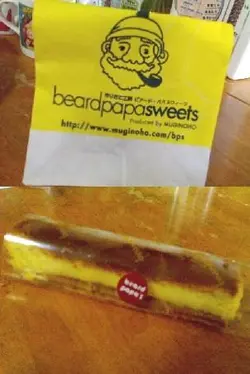 beardpapasweets
Produced by MUGINOHO
http://www.muginoho.com/bps
beard
papa's